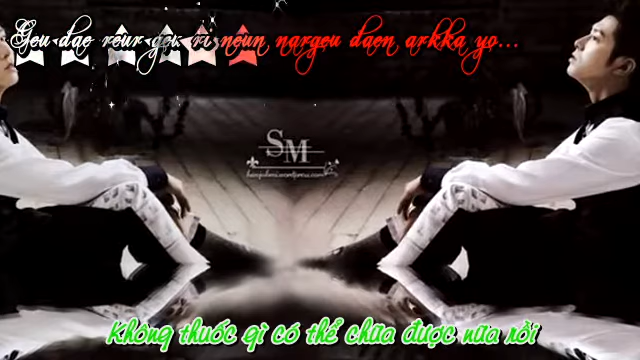 Geu dae reur geu ri neun nargeu daen arkka yo...
SM
Không thuốc gì có thể chữa được nữa rồi